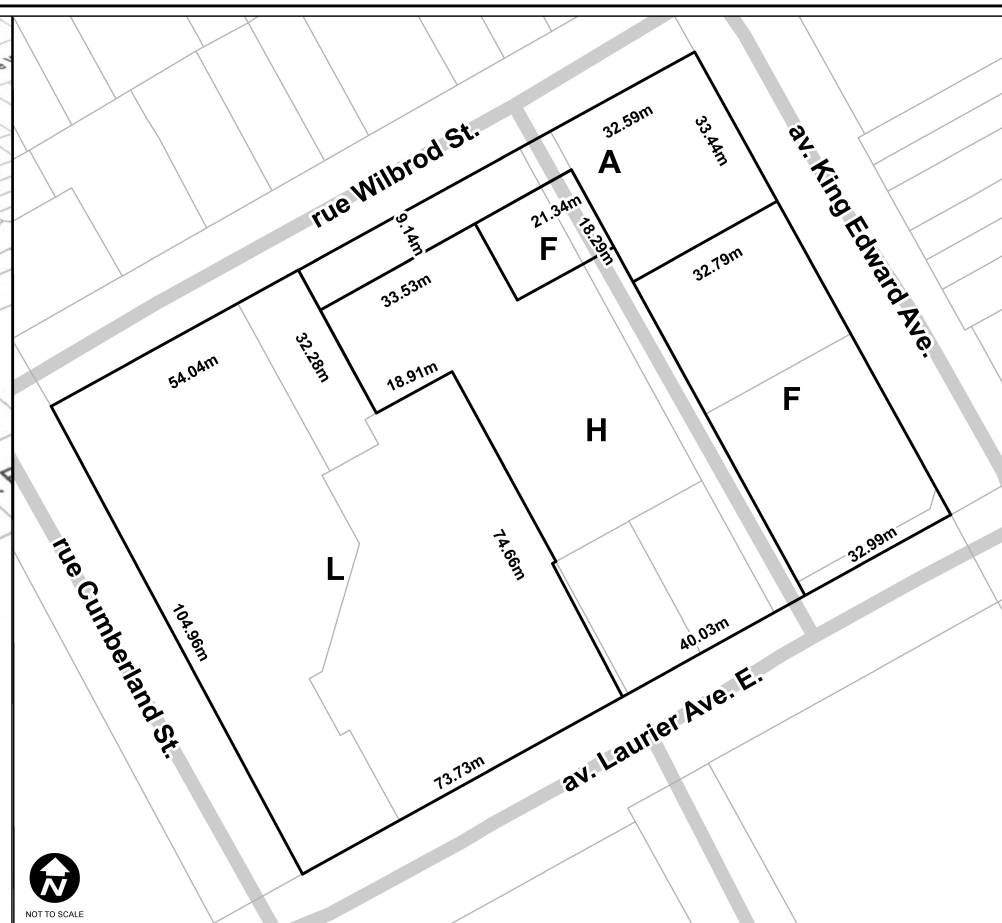 rue Wilbrod St.
32.59m
33.44m
A
av. King Edward Ave.
9.14m
21.34m
18.29m
F
33.53m
32.79m
54.04m
32.28m
18.91m
F
H
rue Cumberland St.
74.66m
32.99m
L
104.96m
40.03m
av. Laurier Ave. E.
73.73m
N
NOT TO SCALE